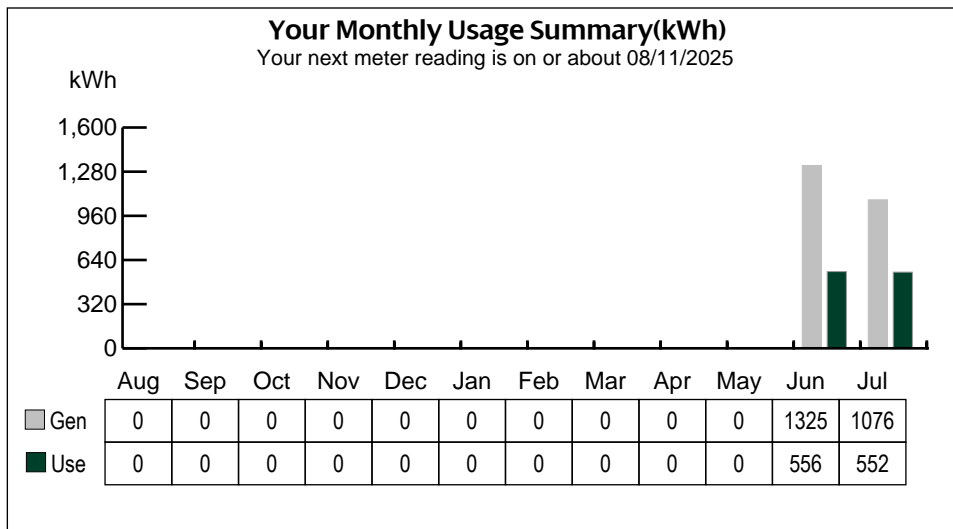 Your Monthly Usage Summary(kWh)
Your next meter reading is on or about 08/11/2025
kWh
1,600
1,280
960
640
320
0
Aug Sep Oct Nov Dec Jan Feb Mar Apr May Jun Jul
Gen 0 0 0 0 0 0 0 0 0 0 1325 1076
Use 0 0 0 0 0 0 0 0 0 0 556 552